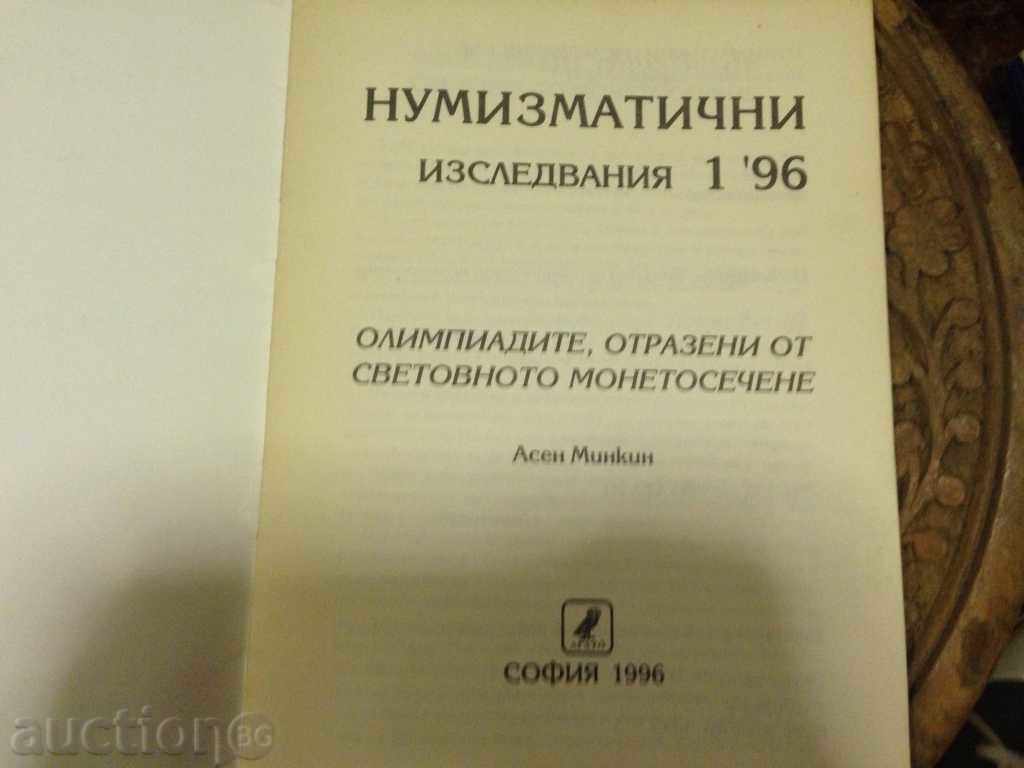 НУМИЗМАТИЧНИ
ИЗСЛЕДВАНИЯ 1 '96
ОЛИМПИАДИТЕ, ОТРАЗЕНИ ОТ
СВЕТОВНОТО МОНЕТОСЕЧЕНЕ
Асен Минкин
СОФИЯ 1996
auction BG